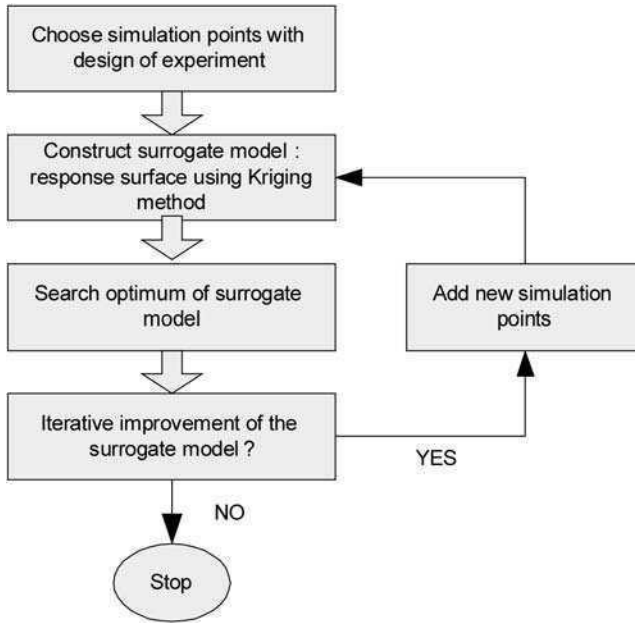 Choose simulation points with
design of experiment
Construct surrogate model :
response surface using Kriging
method
Search optimum of surrogate
model
Add new simulation
points
Iterative improvement of the
surrogate model ?
YES
NO
Stop